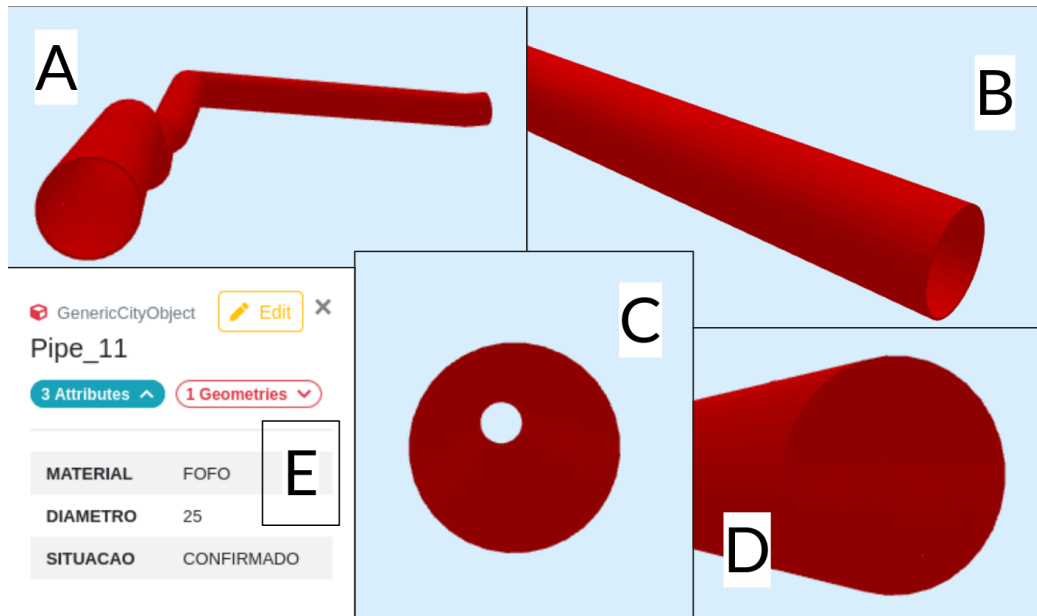 A
B
GenericCityObject
Edit
×
Pipe_11
3 Attributes
1 Geometries
C
E
MATERIAL FOFO
DIAMETRO 25
SITUACAO CONFIRMADO
D